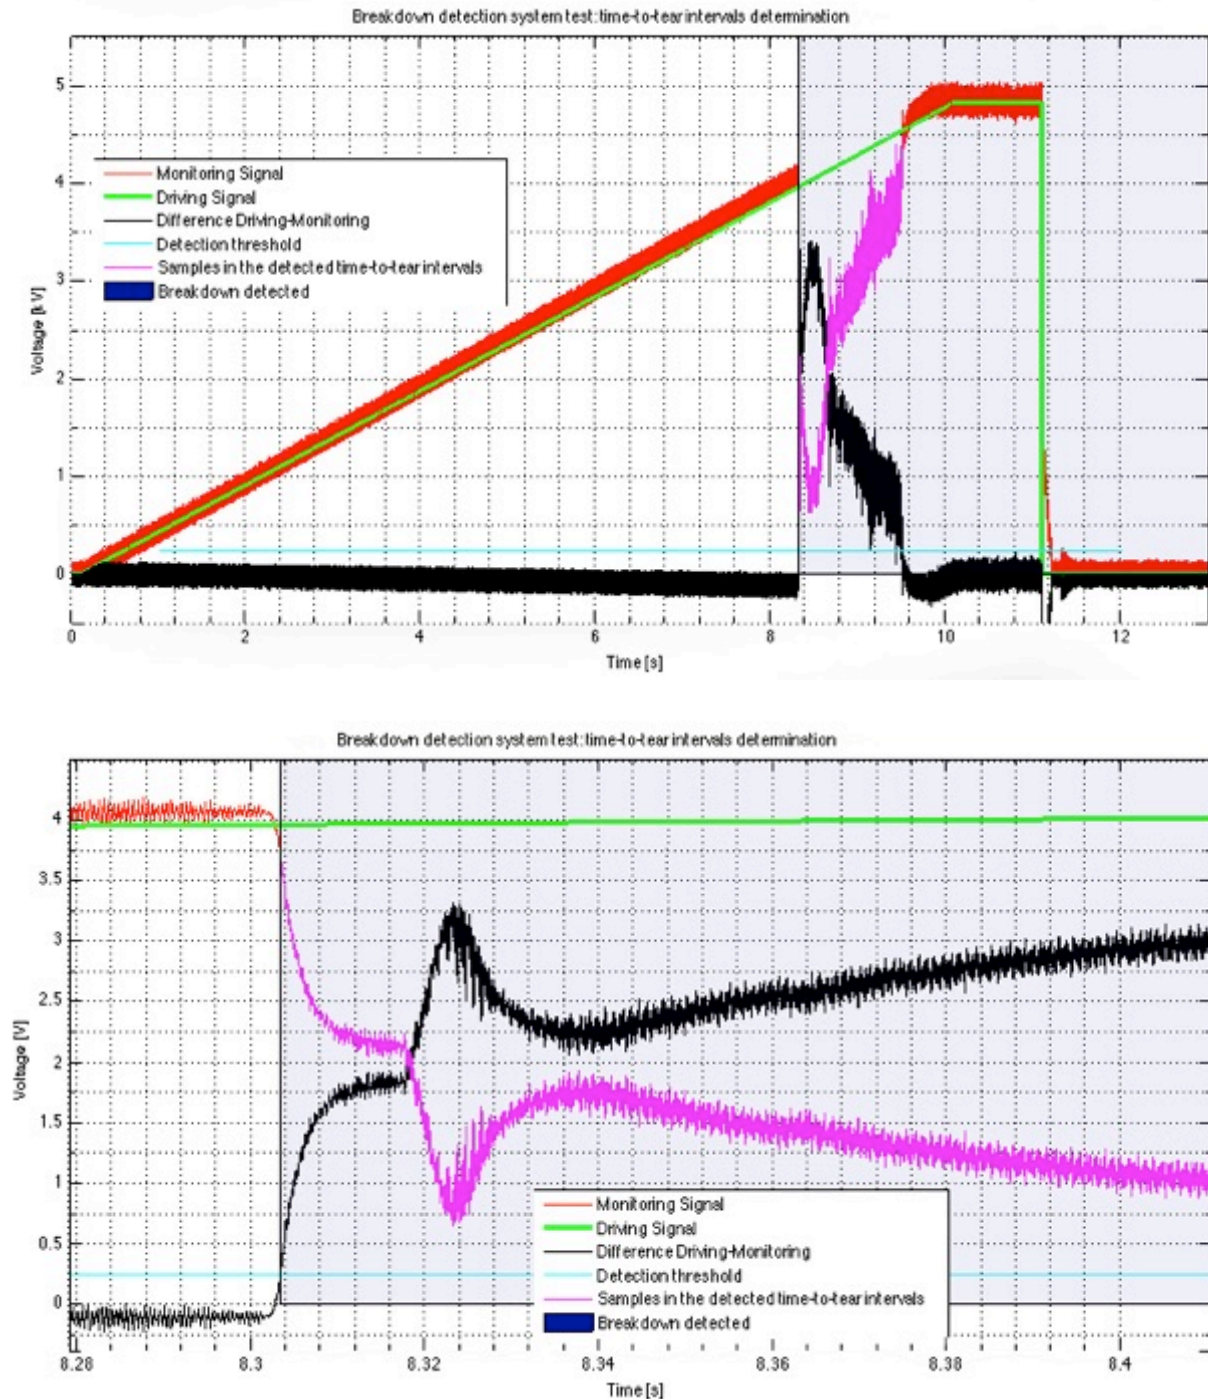 Breakdown detection system test: time-to-tear intervals determination
Voltage [kV]
5
4
3
2
1
0
Monitoring Signal
Driving Signal
Difference Driving-Monitoring
Detection threshold
Samples in the detected time-to-tear intervals
Breakdown detected
0 2 4 6 8 10 12
Time [s]
Breakdown detection system test: time-to-tear intervals determination
Voltage [V]
4
3.5
3
2.5
2
1.5
1
0.5
0
Monitoring Signal
Driving Signal
Difference Driving-Monitoring
Detection threshold
Samples in the detected time-to-tear intervals
Breakdown detected
8.28 8.3 8.32 8.34 8.36 8.38 8.4
Time [s]